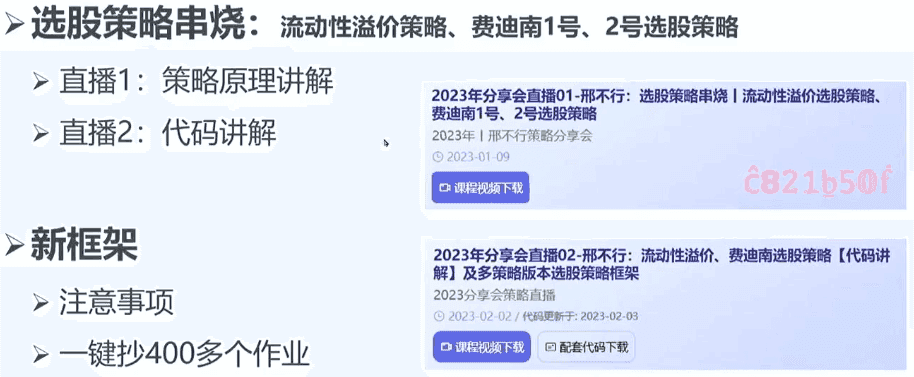 选股策略串烧：流动性溢价策略、费迪南1号、2号选股策略
直播1：策略原理讲解
直播2：代码讲解
2023年分享会直播01-邢不行：选股策略串烧丨流动性溢价选股策略、
费迪南1号、2号选股策略
2023年丨邢不行策略分享会
2023-01-09
课程视频下载
新框架
注意事项
一键抄400多个作业
2023年分享会直播02-邢不行：流动性溢价、费迪南选股策略【代码讲
解】及多策略版本选股策略框架
2023分享会策略直播
2023-02-02 / 代码更新于: 2023-02-03
课程视频下载
配套代码下载